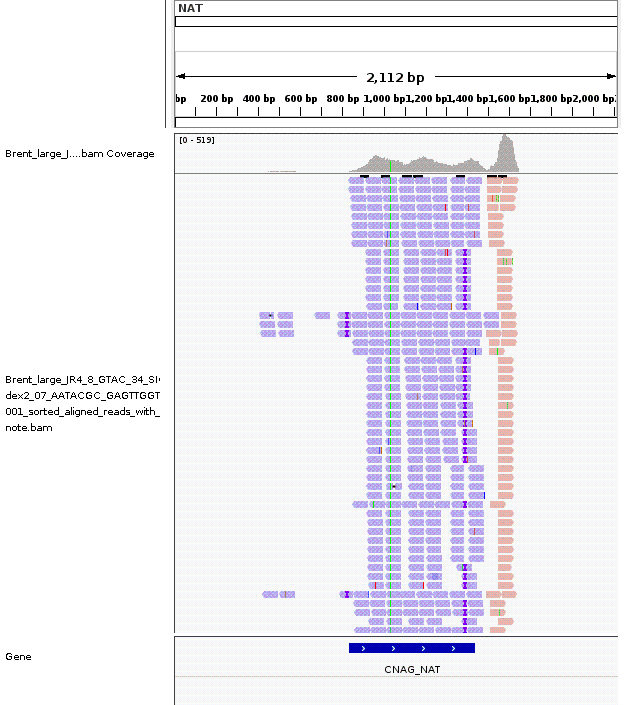 NAT
2,112 bp
bp 200 bp 400 bp 600 bp 800 bp 1,000 bp 1,200 bp 1,400 bp 1,600 bp 1,800 bp 2,000 bp
[0 - 519]
Brent_large_J....bam Coverage
Brent_large_JR4_8_GTAC_34_SI
dex2_07_AATACGC_GAGTTGGT
001_sorted_aligned_reads_with_
note.bam
Gene
CNAG_NAT